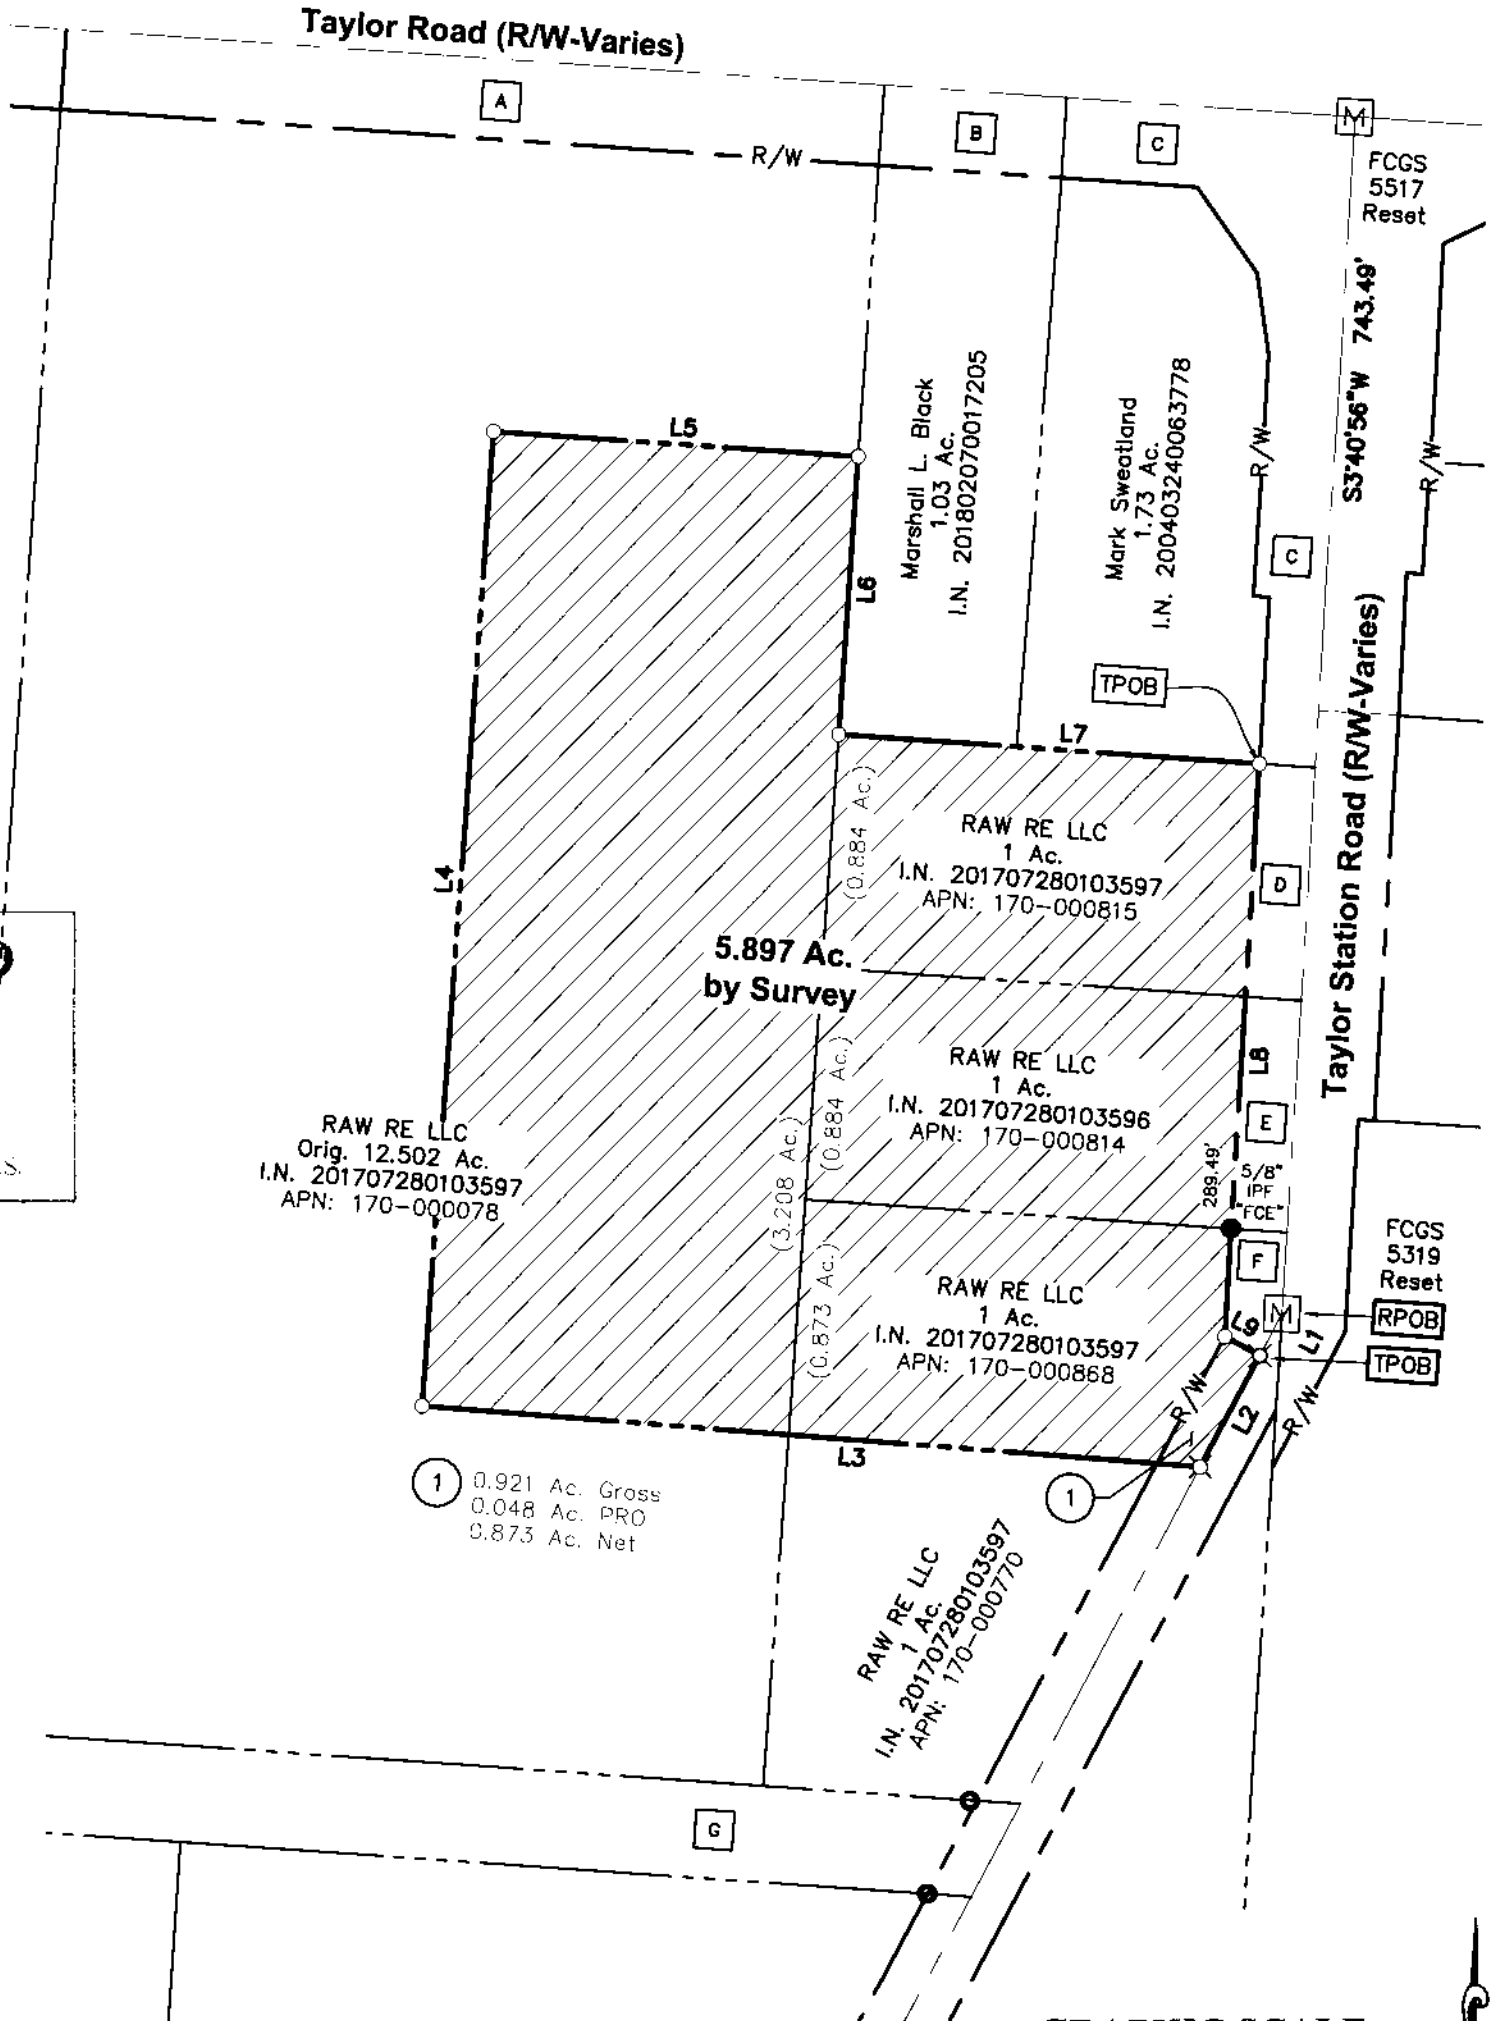 Taylor Road (R/W-Varies)
A
B
C
M
R/W
FCGS
5517
Reset
S3°40'56"W 743.49'
R/W
R/W
Marshall L. Black
1.03 Ac.
I.N. 201802070017205
Mark Sweatland
1.73 Ac.
I.N. 200403240063778
L5
L6
C
TPOB
L7
Taylor Station Road (R/W-Varies)
(0.884 Ac.)
RAW RE LLC
1 Ac.
I.N. 201707280103597
APN: 170-000815
D
L4
5.897 Ac.
by Survey
(0.884 Ac.)
RAW RE LLC
1 Ac.
I.N. 201707280103596
APN: 170-000814
L8
E
289.49'
5/8"
IPF
"FCE"
RAW RE LLC
Orig. 12.502 Ac.
I.N. 201707280103597
APN: 170-000078
(3.208 Ac.)
(0.873 Ac.)
F
FCGS
5319
Reset
RAW RE LLC
1 Ac.
I.N. 201707280103597
APN: 170-000868
M
RPOB
L9
L1
TPOB
R/W
L2
R/W
L3
1
0.921 Ac. Gross
0.048 Ac. PRO
0.873 Ac. Net
1
RAW RE LLC
1 Ac.
I.N. 201707280103597
APN: 170-000770
G